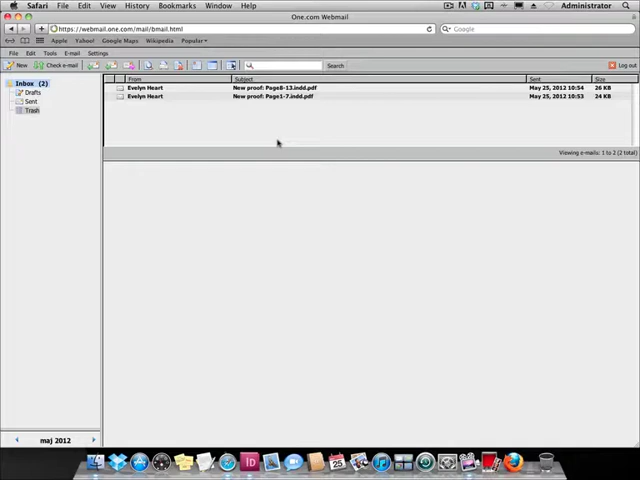 Safari File Edit View History Bookmarks Window Help Administrator
One.com Webmail
https://webmail.one.com/mail/bmail.html Google
Apple Yahoo! Google Maps Wikipedia Popular
File Edit Tools E-mail Settings
New Check e-mail Search Log out
Inbox (2)
Drafts
Sent
Trash
From Subject Sent Size
Evelyn Heart New proof: Page8-13.indd.pdf May 25, 2012 10:54 26 KB
Evelyn Heart New proof: Page1-7.indd.pdf May 25, 2012 10:53 24 KB
Viewing e-mails: 1 to 2 (2 total)
maj 2012
ID
25